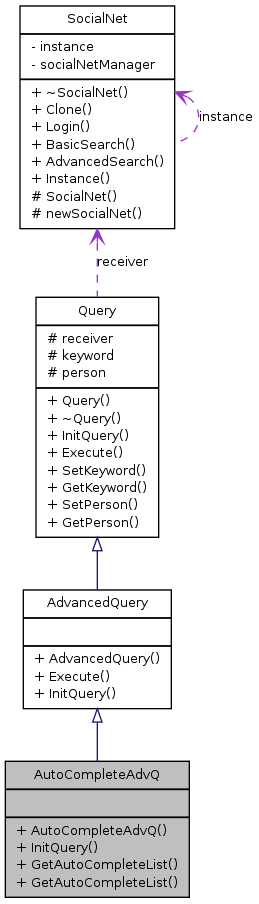 SocialNet
- instance
- socialNetManager
+ ~SocialNet()
+ Clone()
+ Login()
+ BasicSearch()
+ AdvancedSearch()
+ Instance()
# SocialNet()
# newSocialNet()
instance
receiver
Query
# receiver
# keyword
# person
+ Query()
+ ~Query()
+ InitQuery()
+ Execute()
+ SetKeyword()
+ GetKeyword()
+ SetPerson()
+ GetPerson()
AdvancedQuery
+ AdvancedQuery()
+ Execute()
+ InitQuery()
AutoCompleteAdvQ
+ AutoCompleteAdvQ()
+ InitQuery()
+ GetAutoCompleteList()
+ GetAutoCompleteList()